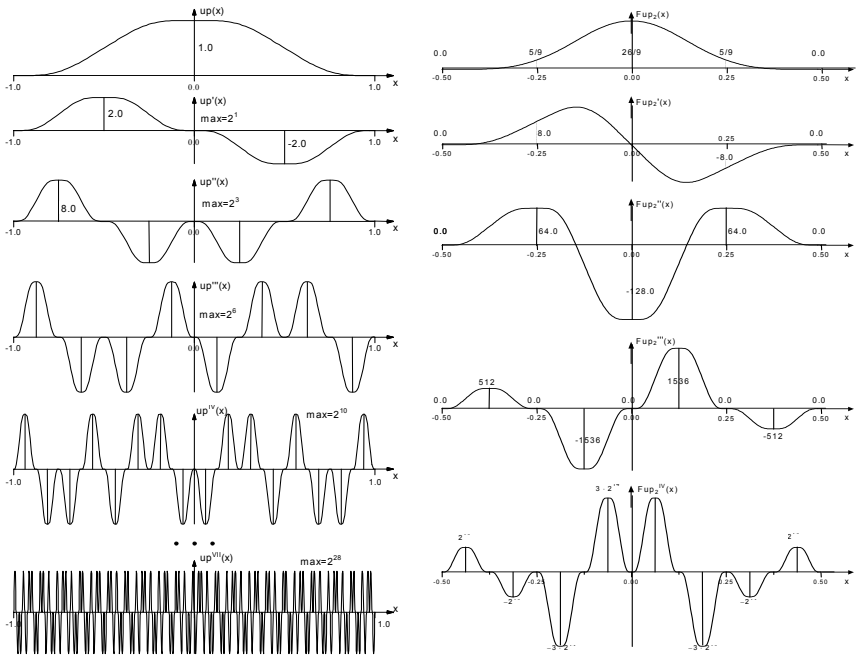 up(x)
1.0
-1.0 1.0 x
up'(x)
2.0 max=2¹
-2.0
-1.0 0.0 1.0 x
up''(x)
8.0 max=2³
-1.0 0.0 1.0 x
up'''(x)
max=2⁶
-1.0 0.0 1.0 x
up^IV(x) max=2¹⁰
-1.0 1.0 x
• • •
up^VII(x) max=2²⁸
-1.0 1.0 x
Fup₂(x)
0.0 5/9 26/9 5/9 0.0
-0.50 -0.25 0.00 0.25 0.50 x
Fup₂'(x)
0.0 8.0 0.25 0.0
-8.0
-0.50 -0.25 0.00 0.50 x
Fup₂''(x)
0.0 64.0 64.0 0.0
-0.50 -0.25 0.00 0.25 0.50 x
-128.0
Fup₂'''(x)
512 1536
0.0 0.0 0.0 0.0 0.0
-0.50 -0.25 0.00 0.25 0.50 x
-1536 -512
Fup₂^IV(x)
-0.50 -0.25 0.00 0.25 0.50 x